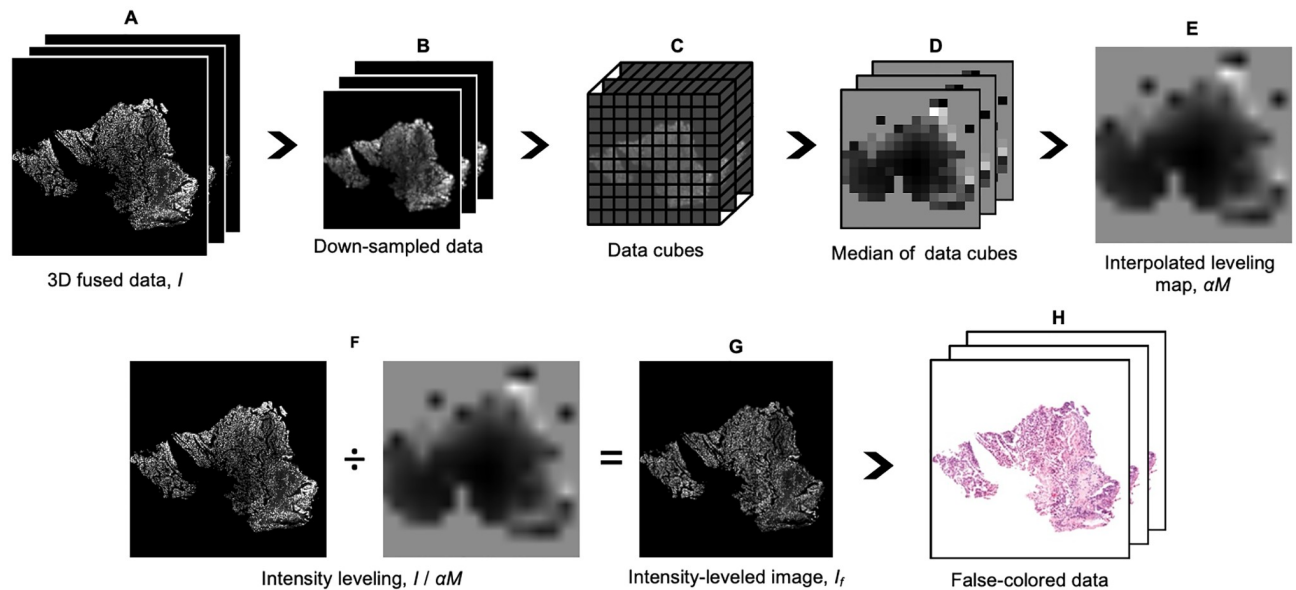 A
B
C
D
E
Down-sampled data
Data cubes
Median of data cubes
3D fused data, I
Interpolated leveling
map, αM
F
G
H
÷
=
Intensity leveling, I / αM
Intensity-leveled image, If
False-colored data